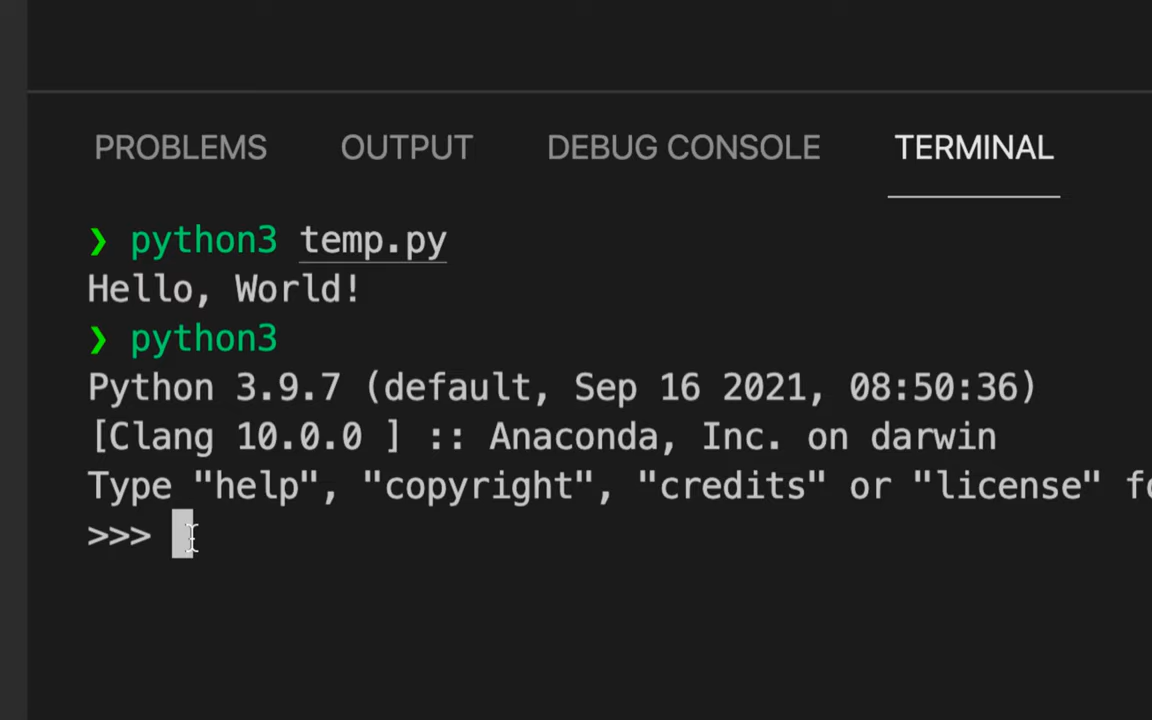 PROBLEMS OUTPUT DEBUG CONSOLE TERMINAL
❯ python3 temp.py
Hello, World!
❯ python3
Python 3.9.7 (default, Sep 16 2021, 08:50:36)
[Clang 10.0.0 ] :: Anaconda, Inc. on darwin
Type "help", "copyright", "credits" or "license"
>>>